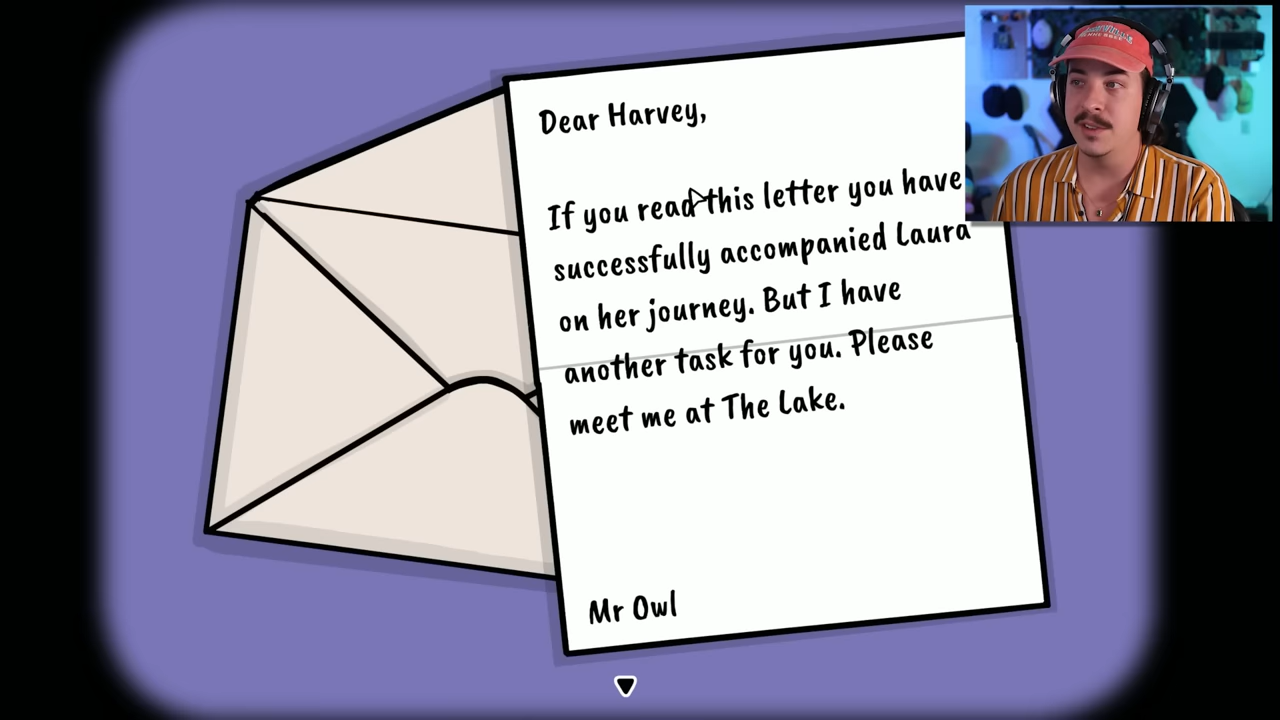 Dear Harvey,
If you read this letter you have
successfully accompanied Laura
on her journey. But I have
another task for you. Please
meet me at The Lake.
Mr Owl